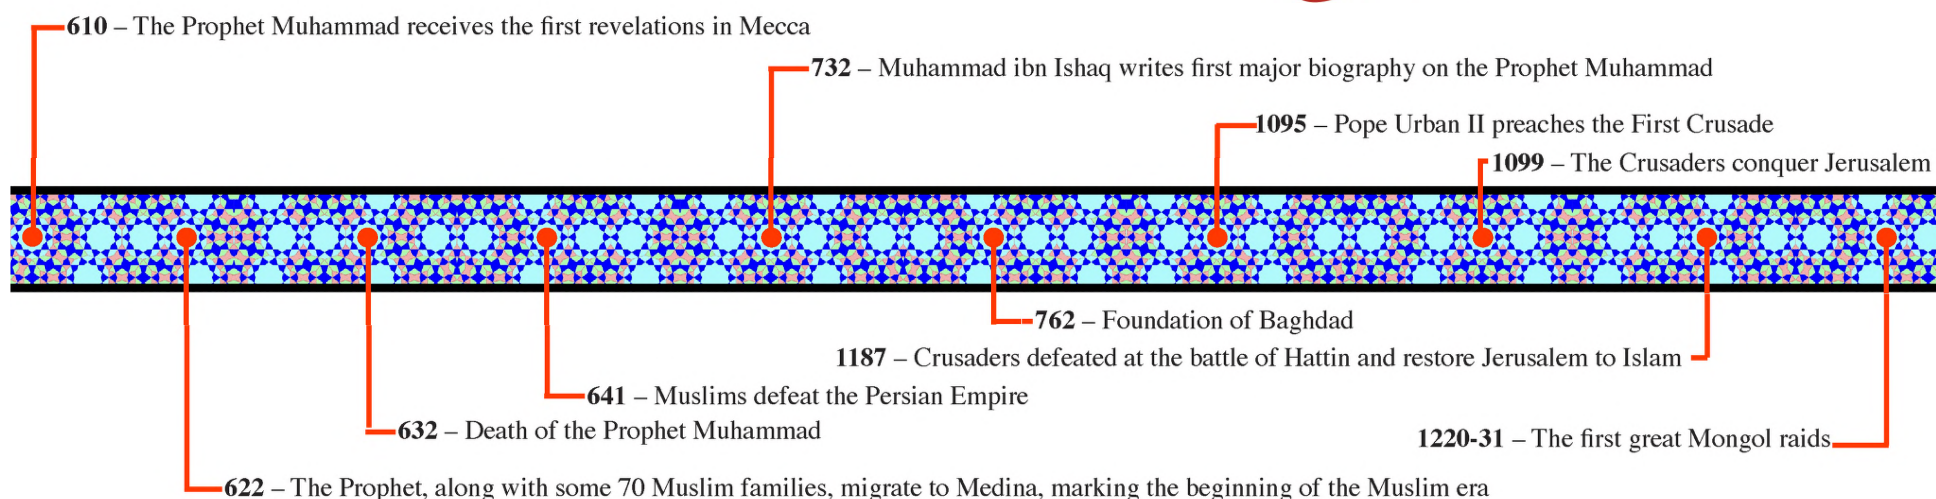 610 – The Prophet Muhammad receives the first revelations in Mecca
732 – Muhammad ibn Ishaq writes first major biography on the Prophet Muhammad
1095 – Pope Urban II preaches the First Crusade
1099 – The Crusaders conquer Jerusalem
762 – Foundation of Baghdad
1187 – Crusaders defeated at the battle of Hattin and restore Jerusalem to Islam
641 – Muslims defeat the Persian Empire
632 – Death of the Prophet Muhammad
1220-31 – The first great Mongol raids
622 – The Prophet, along with some 70 Muslim families, migrate to Medina, marking the beginning of the Muslim era